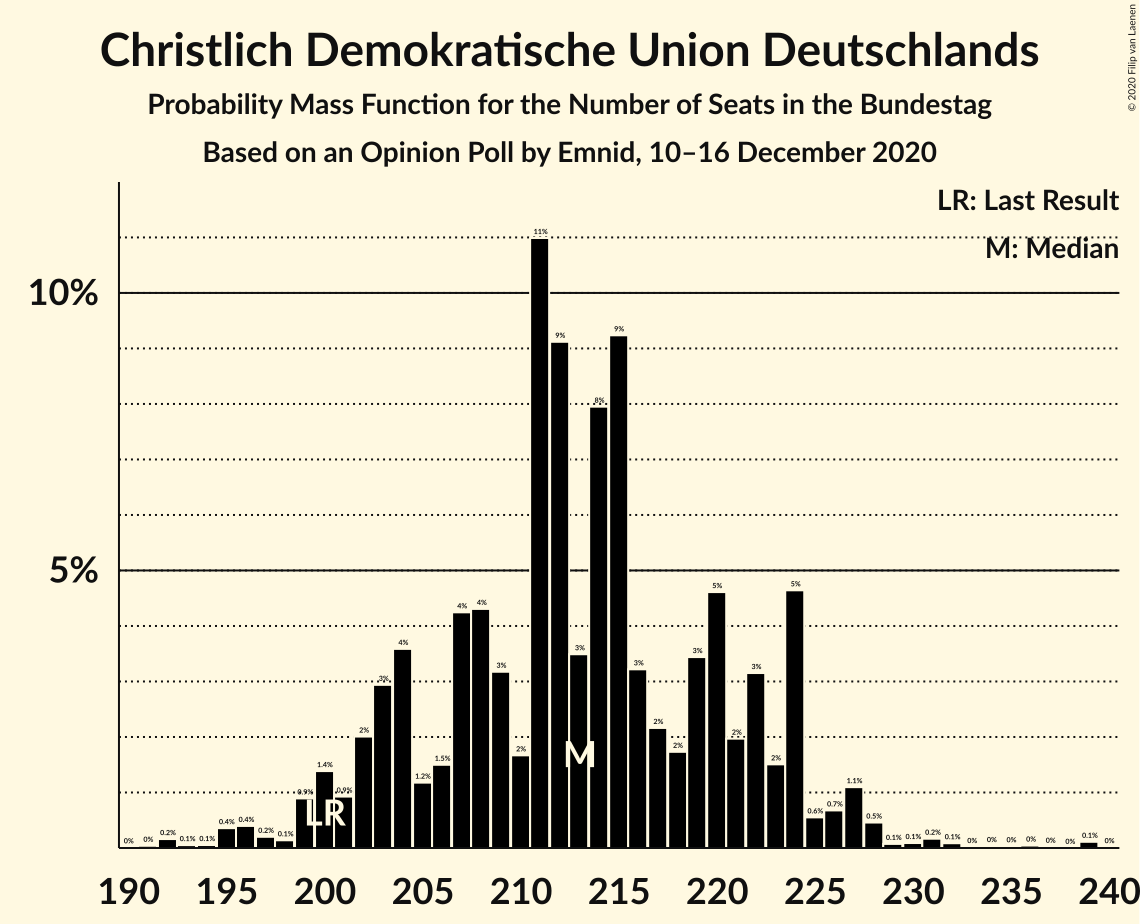 Christlich Demokratische Union Deutschlands
Probability Mass Function for the Number of Seats in the Bundestag
Based on an Opinion Poll by Emnid, 10–16 December 2020
© 2020 Filip van Laenen
LR: Last Result
M: Median
10%
5%
0% 0% 0.2% 0.1% 0.1% 0.4% 0.4% 0.2% 0.1% 0.9% 1.4% 0.9% 2% 3% 4% 1.2% 1.5% 4% 4% 3% 2% 11% 9% 3% 8% 9% 3% 2% 2% 3% 5% 2% 3% 2% 5% 0.6% 0.7% 1.1% 0.5% 0.1% 0.1% 0.2% 0.1% 0% 0% 0% 0% 0% 0% 0.1% 0%
M
LR
190 195 200 205 210 215 220 225 230 235 240